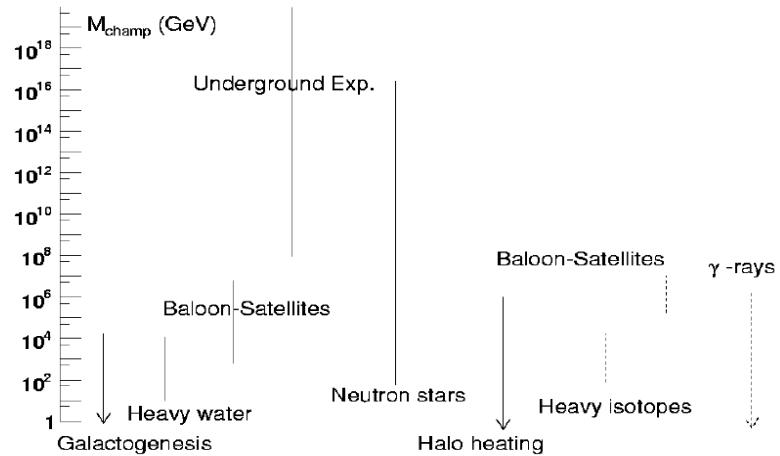 M_champ (GeV)
10^18
Underground Exp.
10^16
10^14
10^12
10^10
10^8
Baloon-Satellites
γ -rays
10^6
Baloon-Satellites
10^4
10^2
Neutron stars
Heavy isotopes
Heavy water
1
Galactogenesis
Halo heating